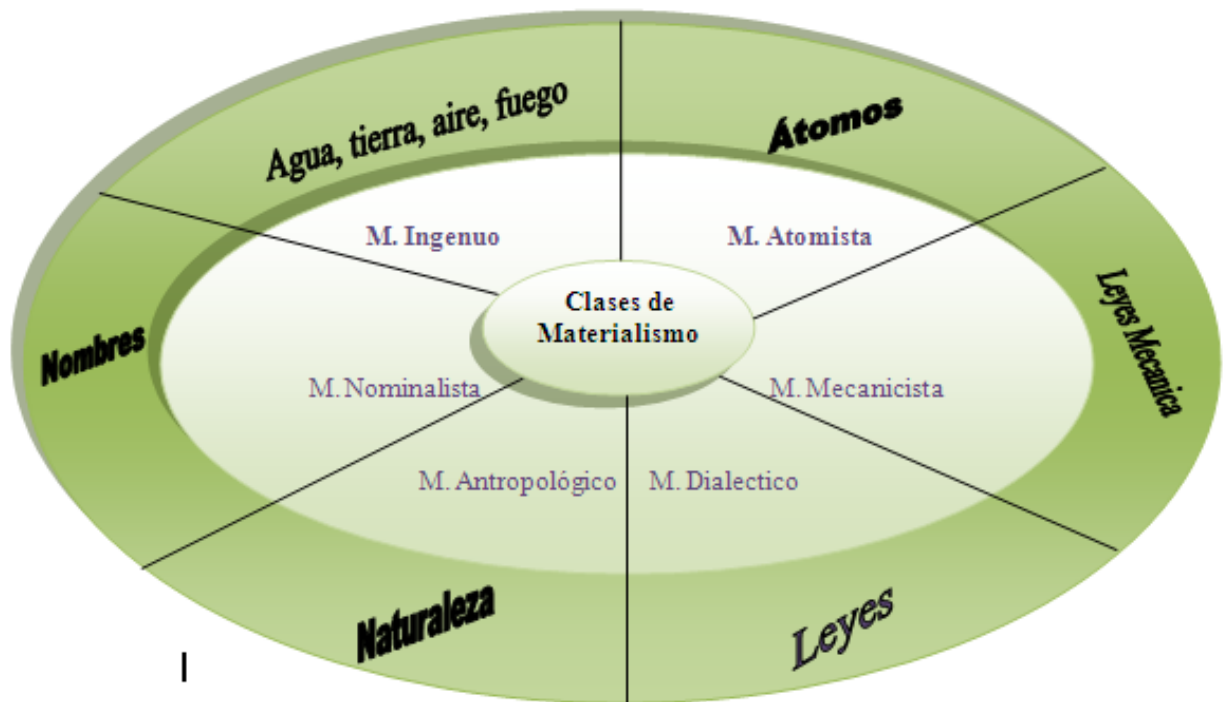 Agua, tierra, aire, fuego
Átomos
M. Ingenuo
M. Atomista
Clases de
Materialismo
Nombres
Leyes Mecanica
M. Nominalista
M. Mecanicista
M. Antropológico
M. Dialectico
Naturaleza
Leyes